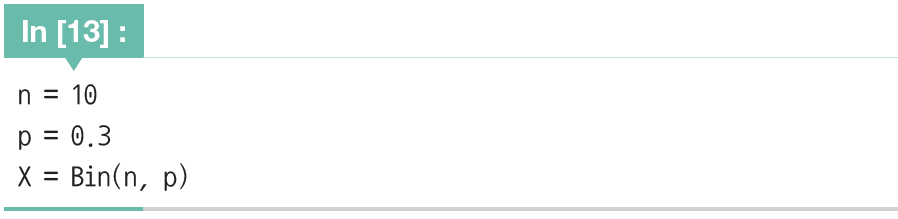 In [13] :
n = 10
p = 0.3
X = Bin(n, p)